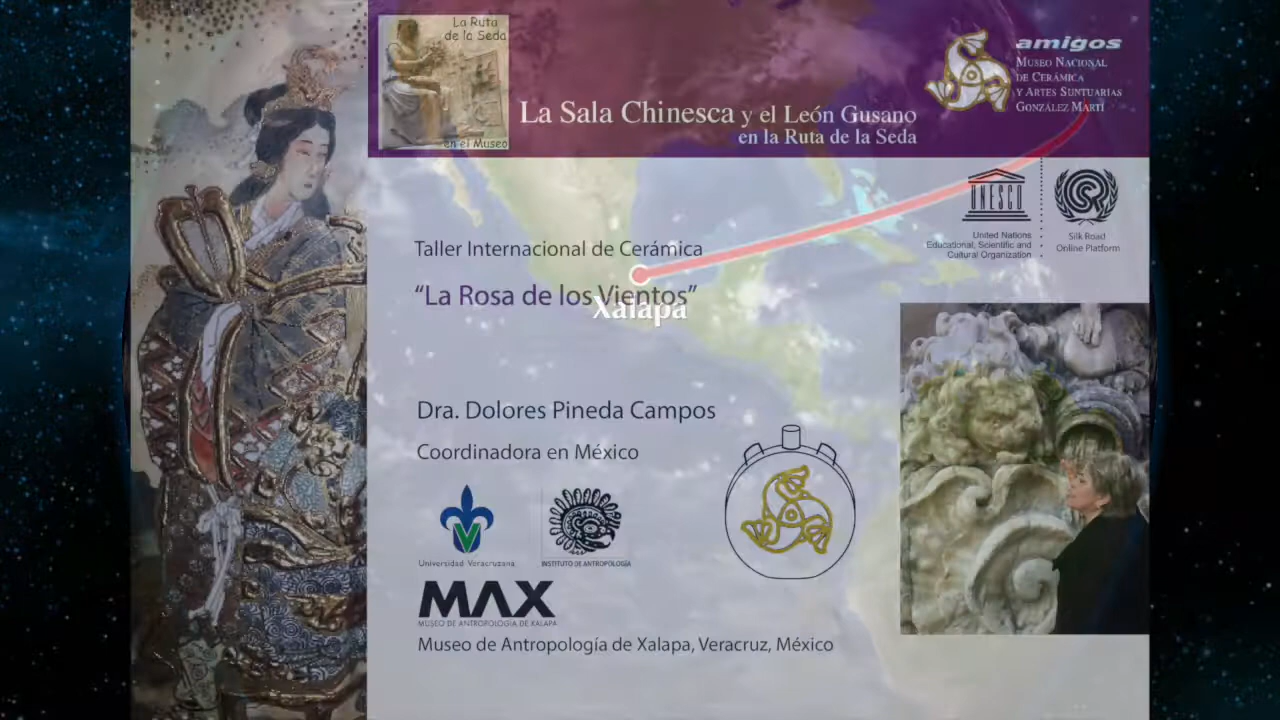 La Ruta
de la Seda
en el Museo
La Sala Chinesca y el León Gusano
en la Ruta de la Seda
amigos
MUSEO NACIONAL
DE CERÁMICA
Y ARTES SUNTUARIAS
GONZÁLEZ MARTÍ
UNESCO
United Nations
Educational, Scientific and
Cultural Organization
Silk Road
Online Platform
Taller Internacional de Cerámica
“La Rosa de los Vientos”
Xalapa
Dra. Dolores Pineda Campos
Coordinadora en México
Universidad Veracruzana
INSTITUTO DE ANTROPOLOGÍA
MAX
MUSEO DE ANTROPOLOGÍA DE XALAPA
Museo de Antropología de Xalapa, Veracruz, México